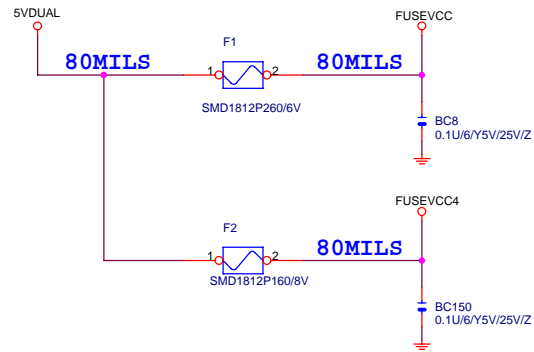 5VDUAL
FUSEVCC
F1
80MILS
80MILS
1
2
SMD1812P260/6V
BC8
0.1U/6/Y5V/25V/Z
FUSEVCC4
F2
80MILS
1
2
SMD1812P160/8V
BC150
0.1U/6/Y5V/25V/Z